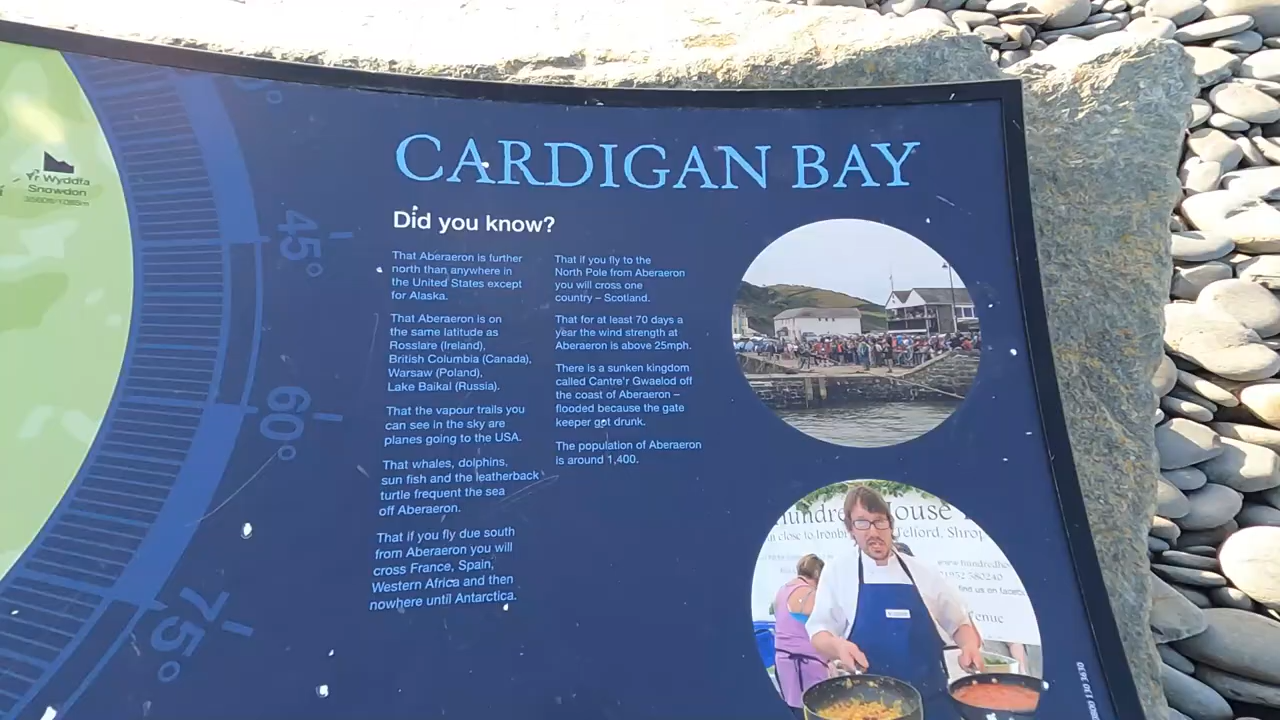 CARDIGAN BAY
Did you know?
That Aberaeron is further
north than anywhere in
the United States except
for Alaska.
That Aberaeron is on
the same latitude as
Rosslare (Ireland),
British Columbia (Canada),
Warsaw (Poland),
Lake Baikal (Russia).
That the vapour trails you
can see in the sky are
planes going to the USA.
That whales, dolphins,
sun fish and the leatherback
turtle frequent the sea
off Aberaeron.
That if you fly due south
from Aberaeron you will
cross France, Spain,
Western Africa and then
nowhere until Antarctica.
That if you fly to the
North Pole from Aberaeron
you will cross one
country – Scotland.
That for at least 70 days a
year the wind strength at
Aberaeron is above 25mph.
There is a sunken kingdom
called Cantre'r Gwaelod off
the coast of Aberaeron –
flooded because the gate
keeper got drunk.
The population of Aberaeron
is around 1,400.
Yr Wyddfa
Snowdon
45°
60°
75°
House
close to Telford,
find us on